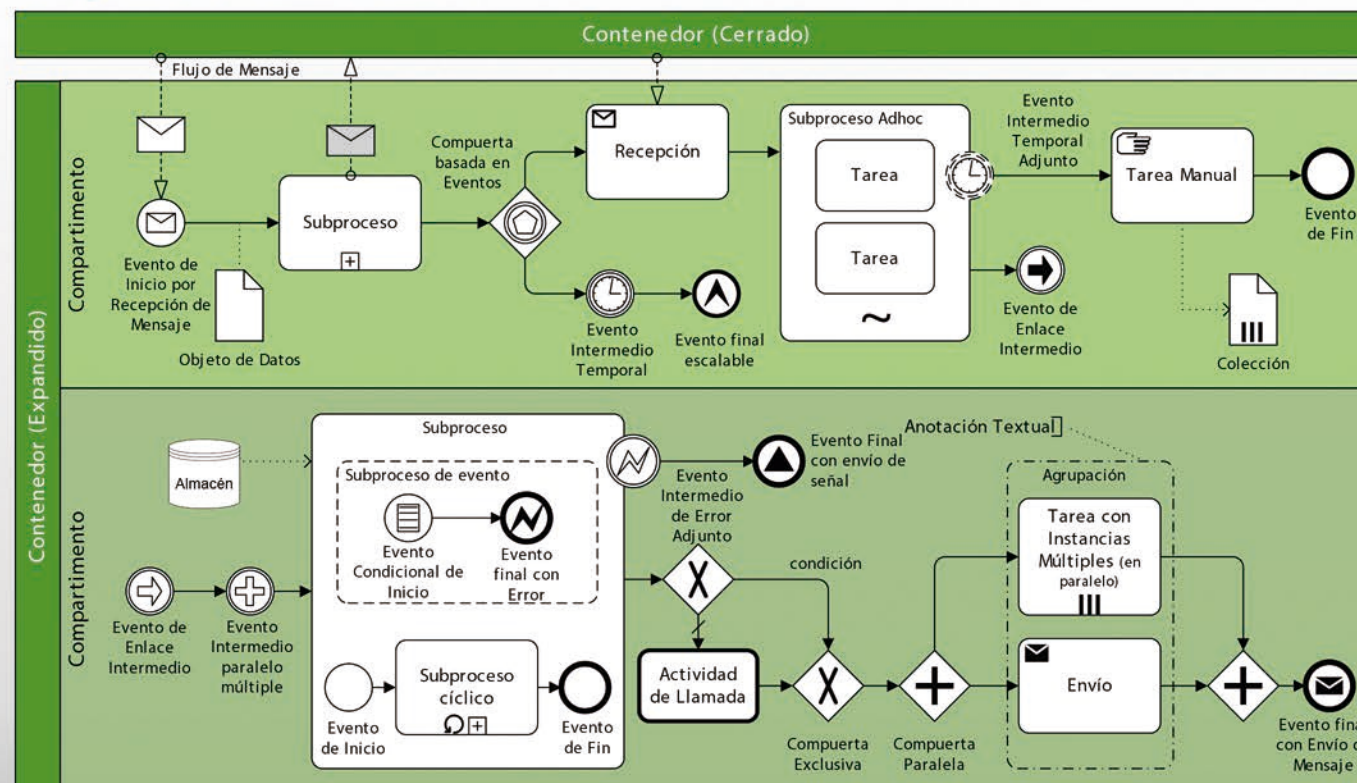 Contenedor (Cerrado)
Flujo de Mensaje
Contenedor (Expandido)
Compartimento
Evento de
Inicio por
Recepción de
Mensaje
Objeto de Datos
Subproceso
Compuerta
basada en
Eventos
Recepción
Evento
Intermedio
Temporal
Evento final
escalable
Subproceso Adhoc
Tarea
Tarea
Evento
Intermedio
Temporal
Adjunto
Evento de
Enlace
Intermedio
Tarea Manual
Evento
de Fin
Colección
Compartimento
Almacén
Evento de
Enlace
Intermedio
Evento
Intermedio
paralelo
múltiple
Subproceso
Subproceso de evento
Evento
Condicional de
Inicio
Evento
final con
Error
Evento
de Inicio
Subproceso
cíclico
Evento
de Fin
Evento
Intermedio
de Error
Adjunto
Evento Final
con envío de
señal
condición
Actividad
de Llamada
Compuerta
Exclusiva
Compuerta
Paralela
Anotación Textual
Agrupación
Tarea con
Instancias
Múltiples (en
paralelo)
Envío
Evento fina
con Envío d
Mensaje